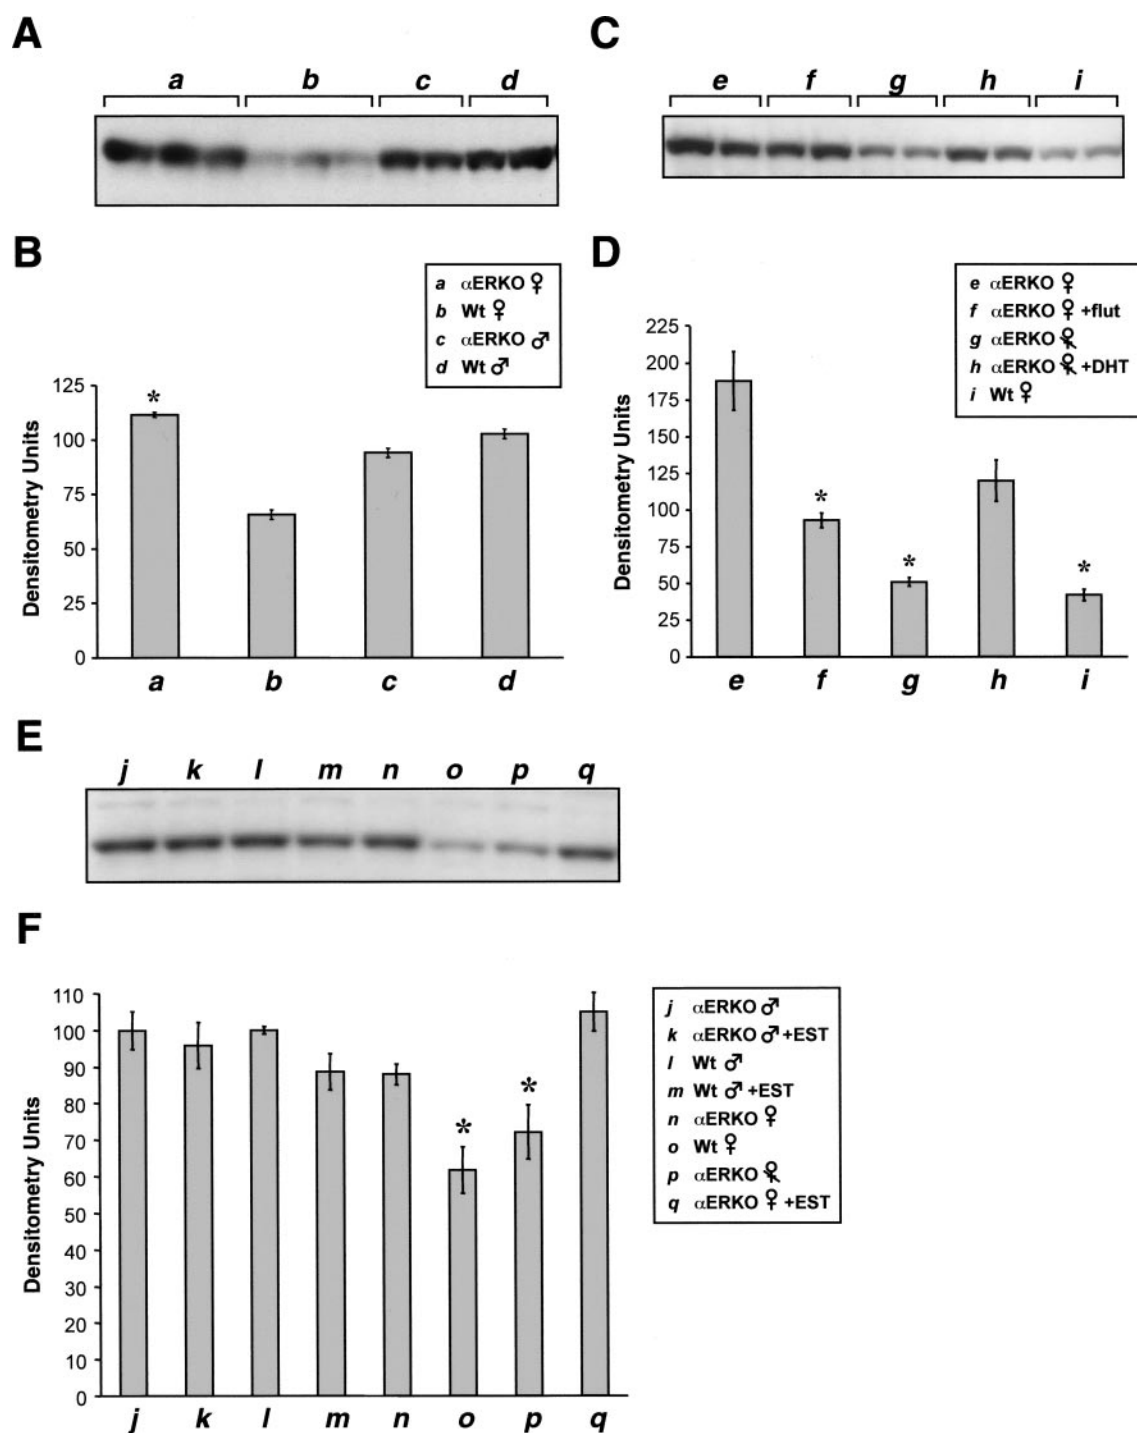 A
a b c d
C
e f g h i
B
a αERKO ♀
b Wt ♀
c αERKO ♂
d Wt ♂
Densitometry Units
125
100
75
50
25
0
*
a b c d
D
e αERKO ♀
f αERKO ♀ +flut
g αERKO ♀
h αERKO ♀ +DHT
i Wt ♀
Densitometry Units
225
200
175
150
125
100
75
50
25
0
* * *
e f g h i
E
j k l m n o p q
F
Densitometry Units
110
100
90
80
70
60
50
40
30
20
10
0
* *
j k l m n o p q
j αERKO ♂
k αERKO ♂ +EST
l Wt ♂
m Wt ♂ +EST
n αERKO ♀
o Wt ♀
p αERKO ♀
q αERKO ♀ +EST